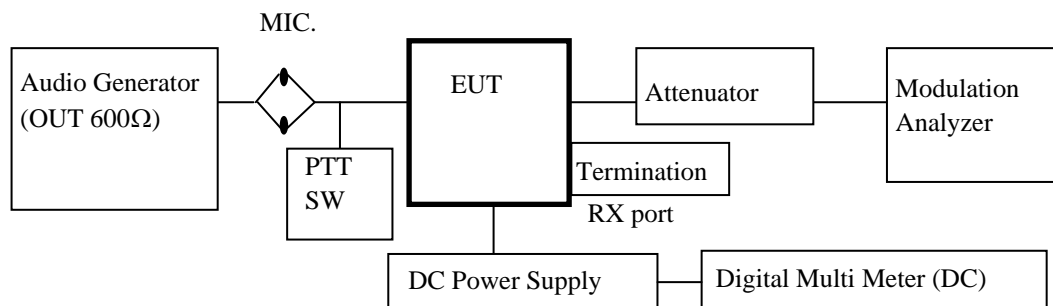 MIC.
Audio Generator
(OUT 600Ω)
EUT
Attenuator
Modulation
Analyzer
PTT
SW
Termination
RX port
DC Power Supply
Digital Multi Meter (DC)